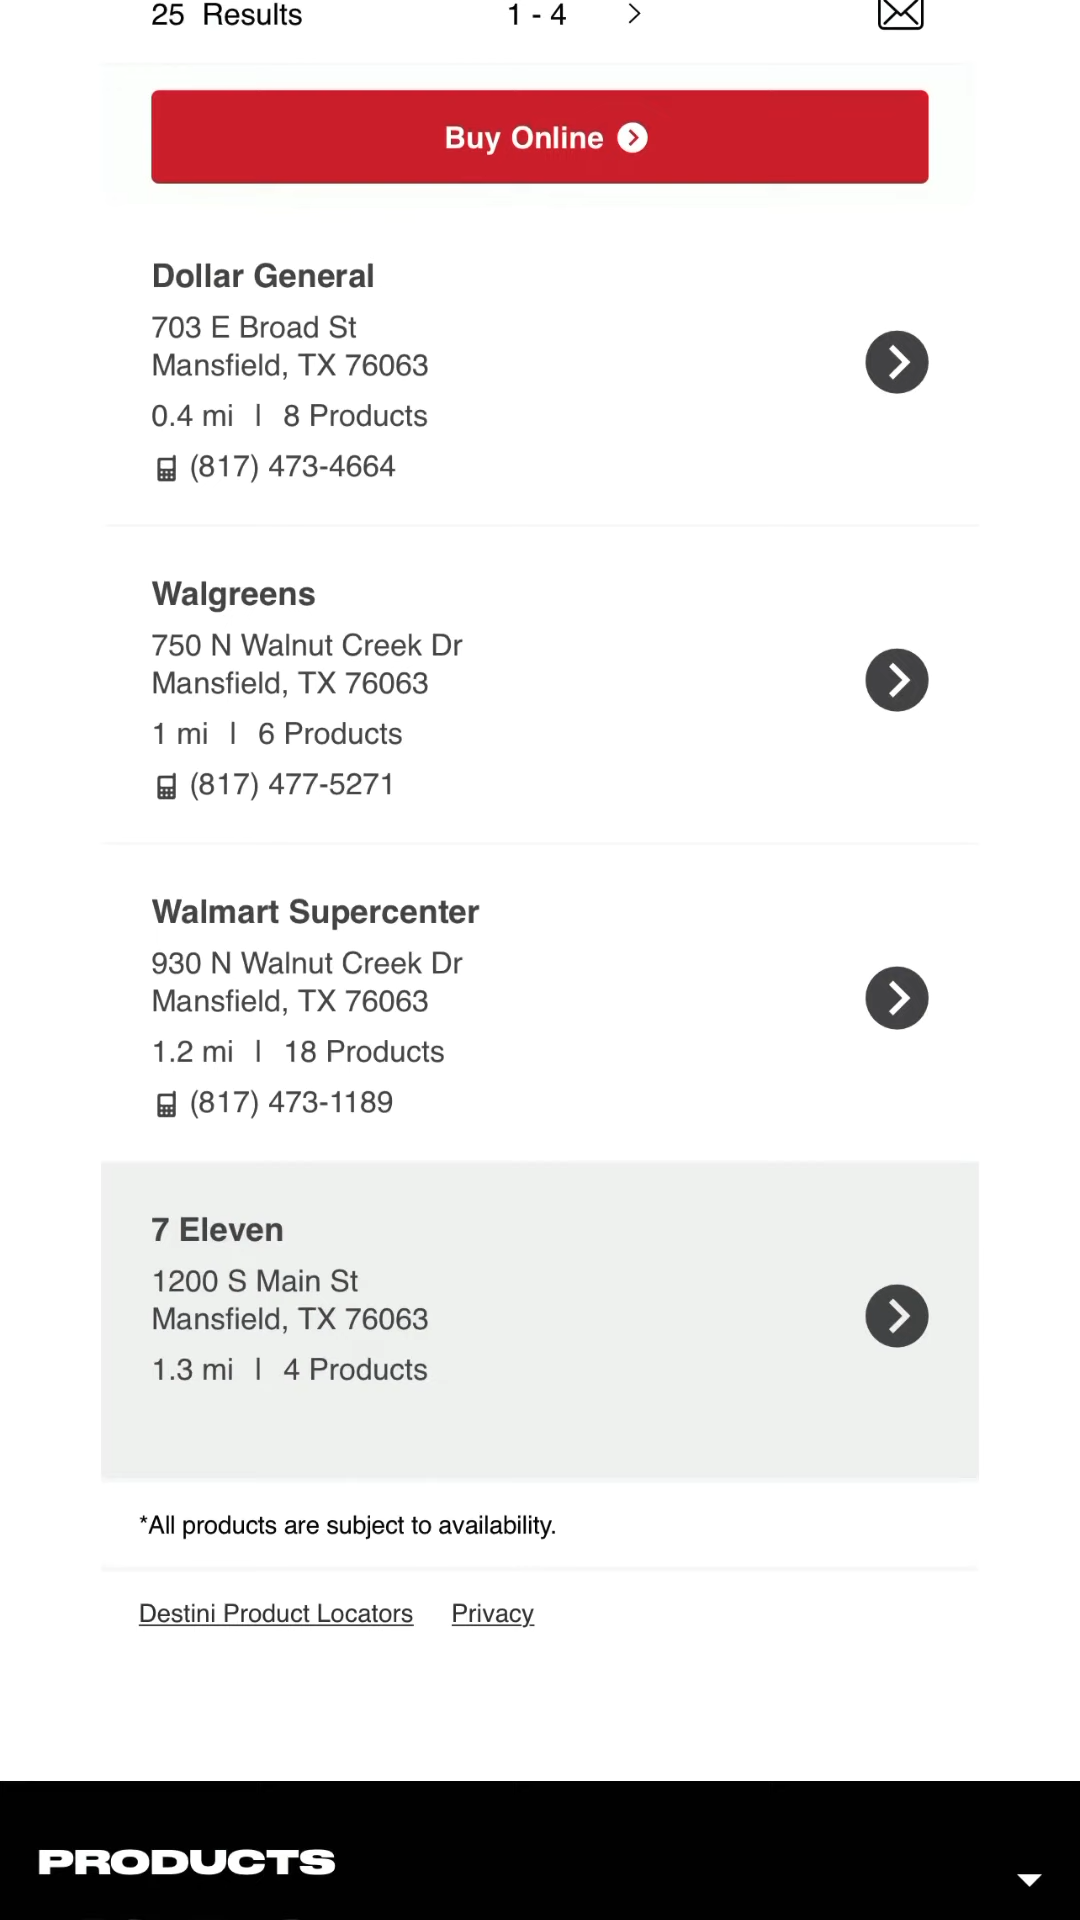 25 Results 1 - 4 >
Buy Online
Dollar General
703 E Broad St
Mansfield, TX 76063
0.4 mi | 8 Products
(817) 473-4664
Walgreens
750 N Walnut Creek Dr
Mansfield, TX 76063
1 mi | 6 Products
(817) 477-5271
Walmart Supercenter
930 N Walnut Creek Dr
Mansfield, TX 76063
1.2 mi | 18 Products
(817) 473-1189
7 Eleven
1200 S Main St
Mansfield, TX 76063
1.3 mi | 4 Products
*All products are subject to availability.
Destini Product Locators Privacy
PRODUCTS